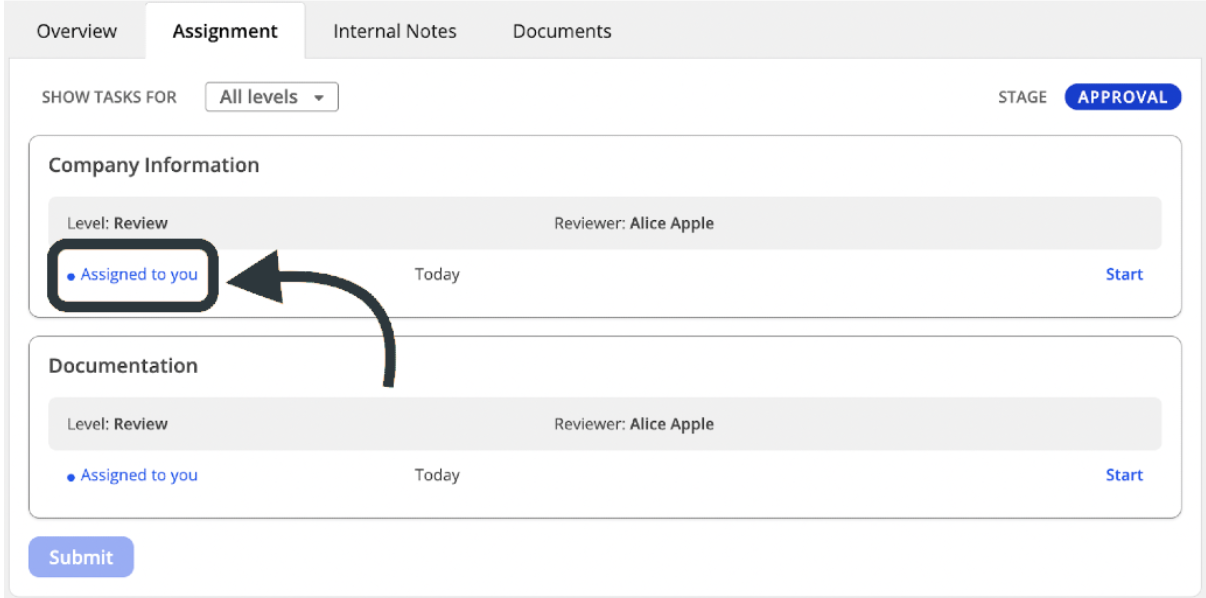 Overview Assignment Internal Notes Documents
SHOW TASKS FOR All levels STAGE APPROVAL
Company Information
Level: Review Reviewer: Alice Apple
Assigned to you Today Start
Documentation
Level: Review Reviewer: Alice Apple
Assigned to you Today Start
Submit